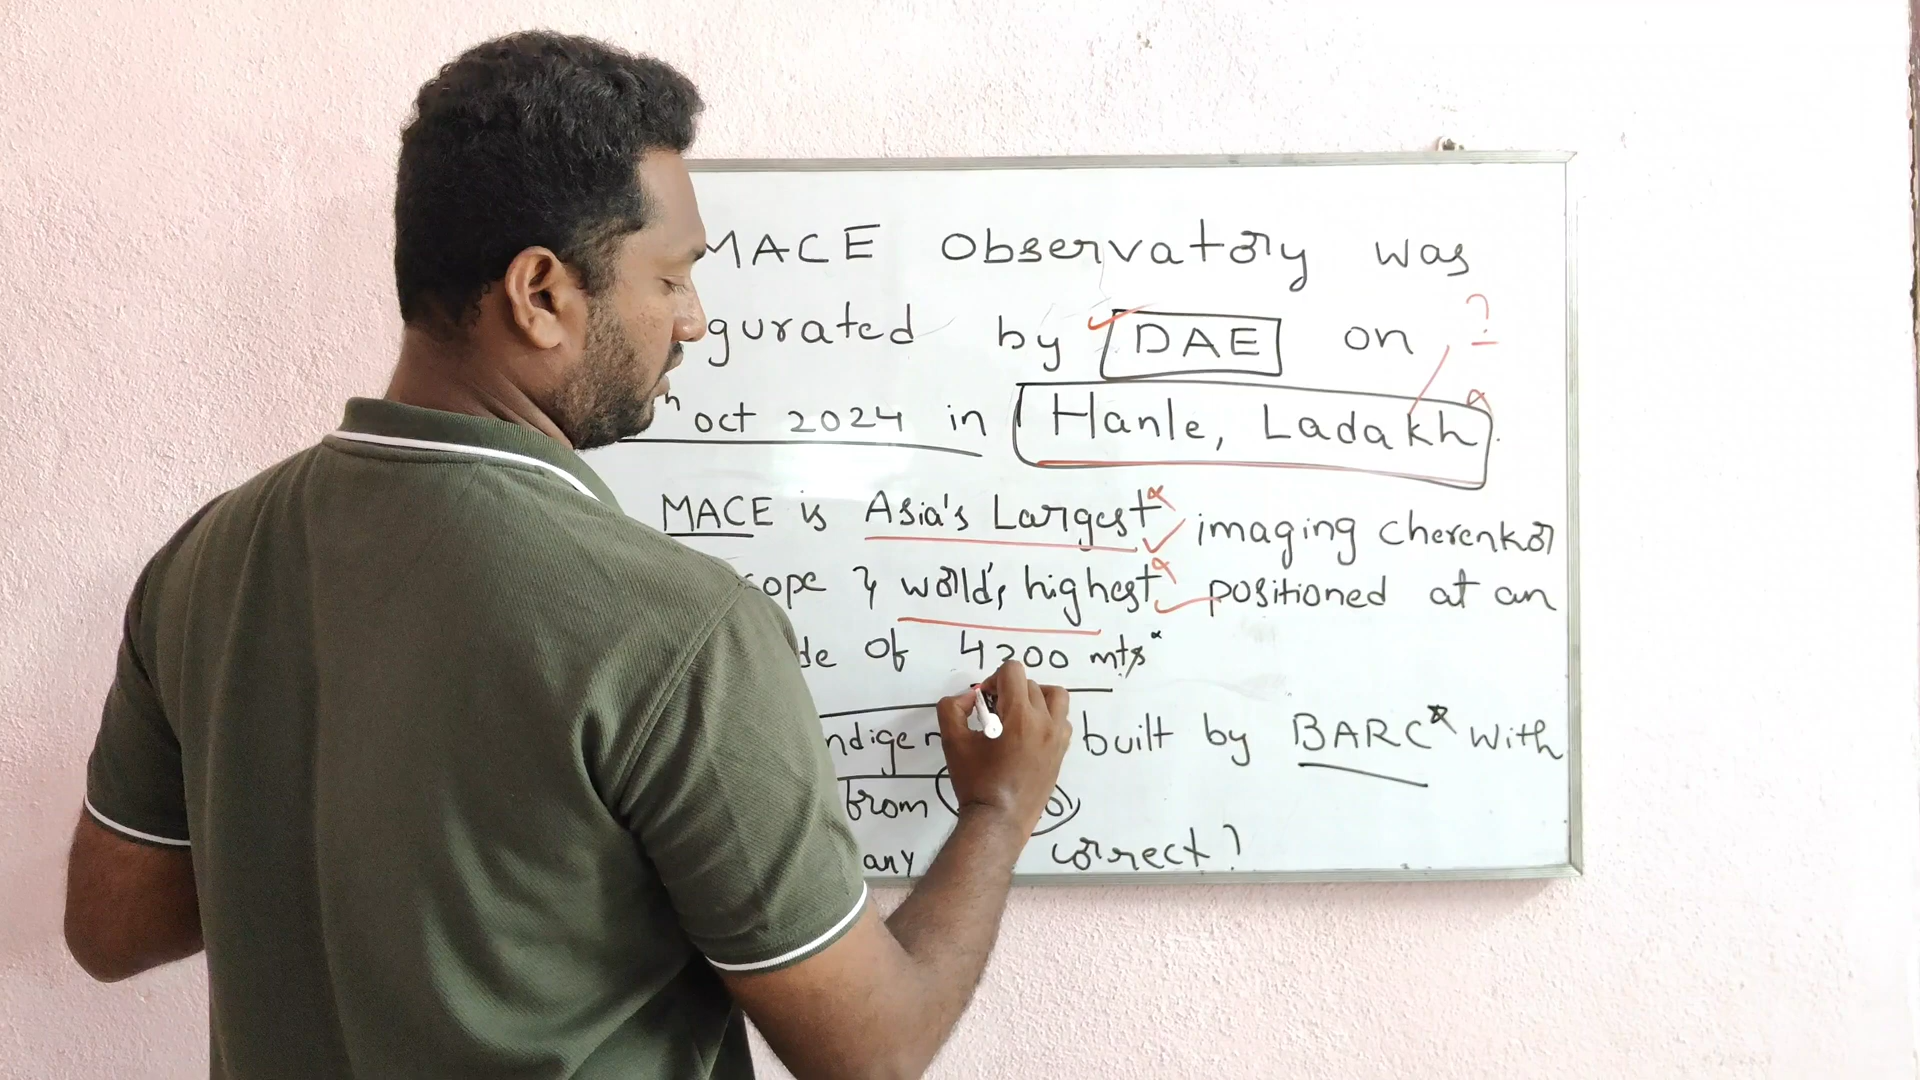 MACE Observatory was
gurated by DAE on ?
oct 2024 in Hanle, Ladakh.
MACE is Asia's Largest imaging cherenkov
cope & world's highest positioned at an
de of 4200 mts
ndigen built by BARC with
from
any correct?